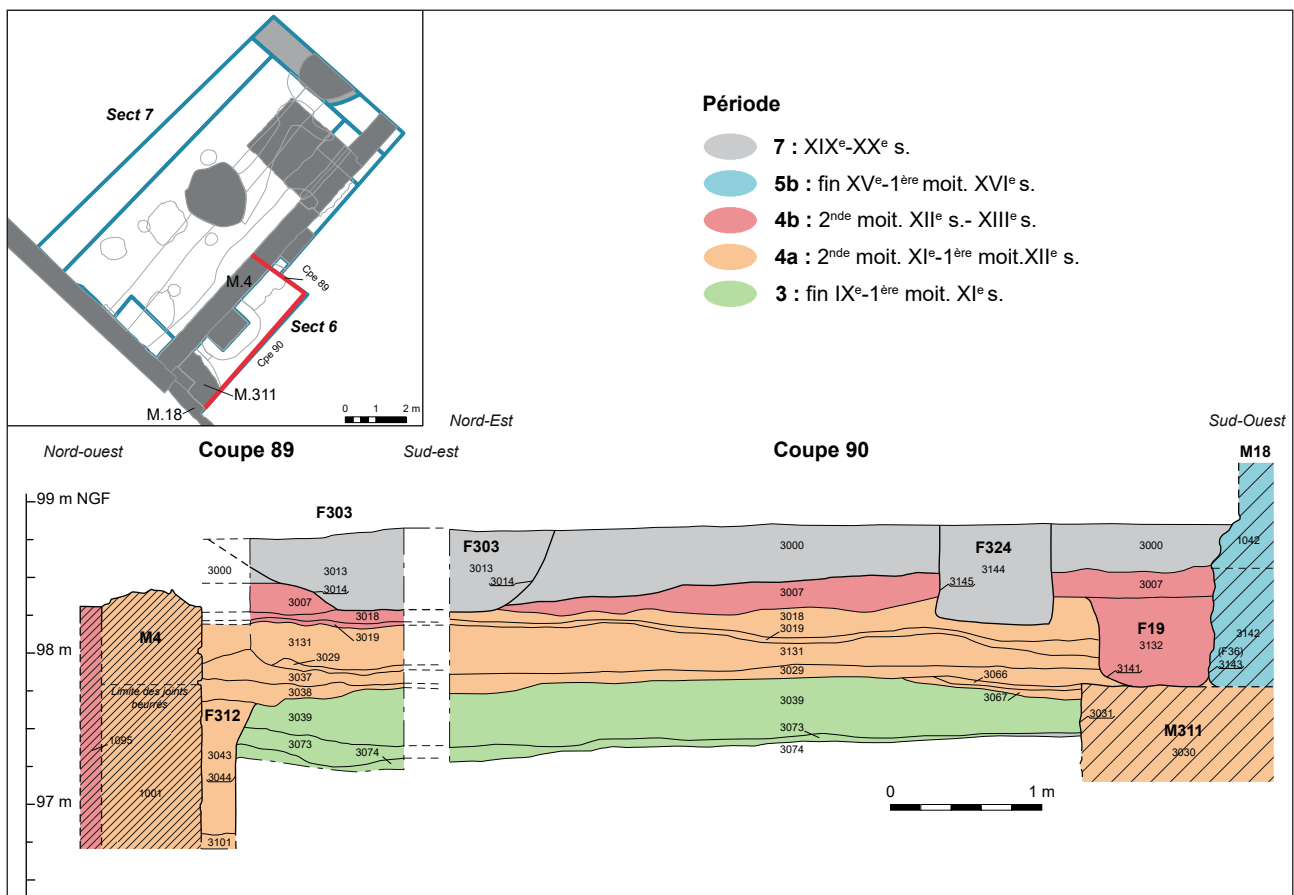 Sect 7
M.4
Cpe 89
Sect 6
Cpe 90
M.311
M.18
0 1 2 m
Période
7 : XIXᵉ-XXᵉ s.
5b : fin XVᵉ-1ᵉʳᵉ moit. XVIᵉ s.
4b : 2ⁿᵈᵉ moit. XIIᵉ s.- XIIIᵉ s.
4a : 2ⁿᵈᵉ moit. XIᵉ-1ᵉʳᵉ moit.XIIᵉ s.
3 : fin IXᵉ-1ᵉʳᵉ moit. XIᵉ s.
Nord-Est
Sud-Ouest
Nord-ouest
Coupe 89
Sud-est
Coupe 90
M18
99 m NGF
F303
3000
3013
3014
3007
3018
3019
3131
3029
3037
3038
M4
Limite des joints
beurrés
F312
3039
3073
3074
1095
3043
3044
1001
3101
98 m
97 m
F303
3013
3014
3000
F324
3144
3145
3000
1042
3007
3007
3018
3019
3131
F19
3132
3141
3142
(F36)
3143
3029
3066
3067
3039
3073
3074
3031
M311
3030
0 1 m